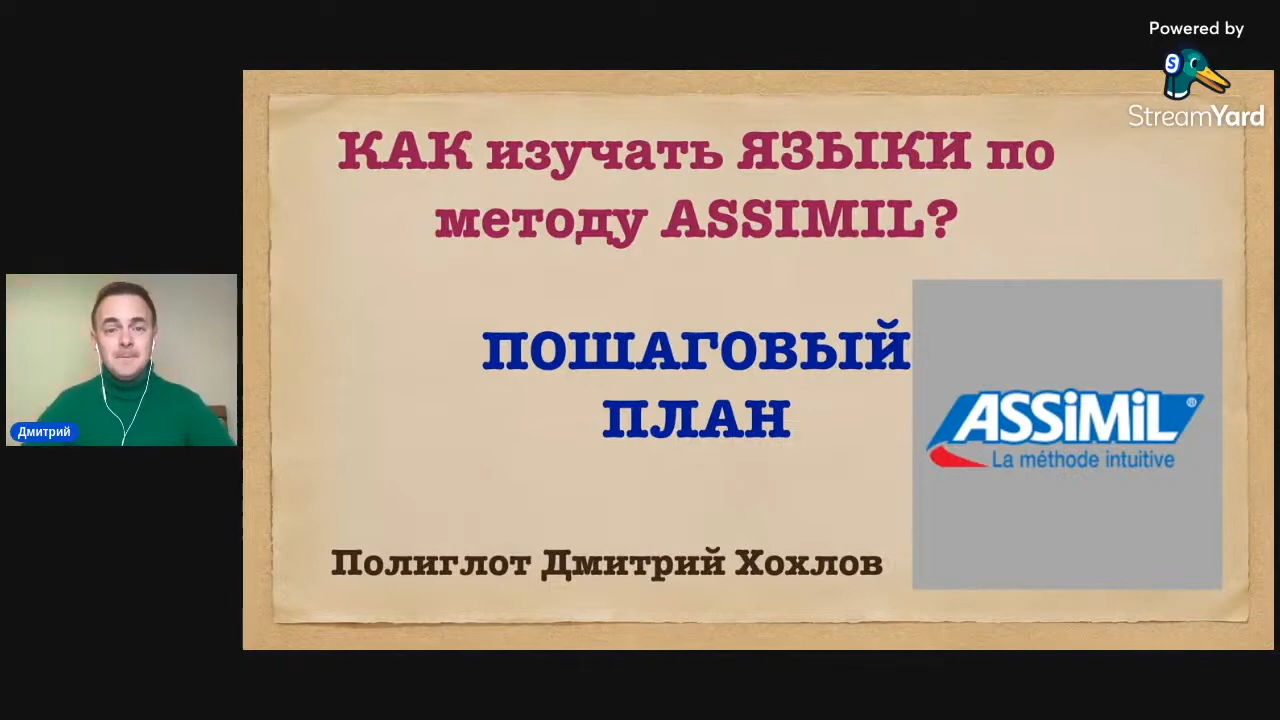 Powered by
StreamYard
КАК изучать ЯЗЫКИ по
методу ASSIMIL?
ПОШАГОВЫЙ
ПЛАН
ASSiMiL®
La méthode intuitive
Дмитрий
Полиглот Дмитрий Хохлов